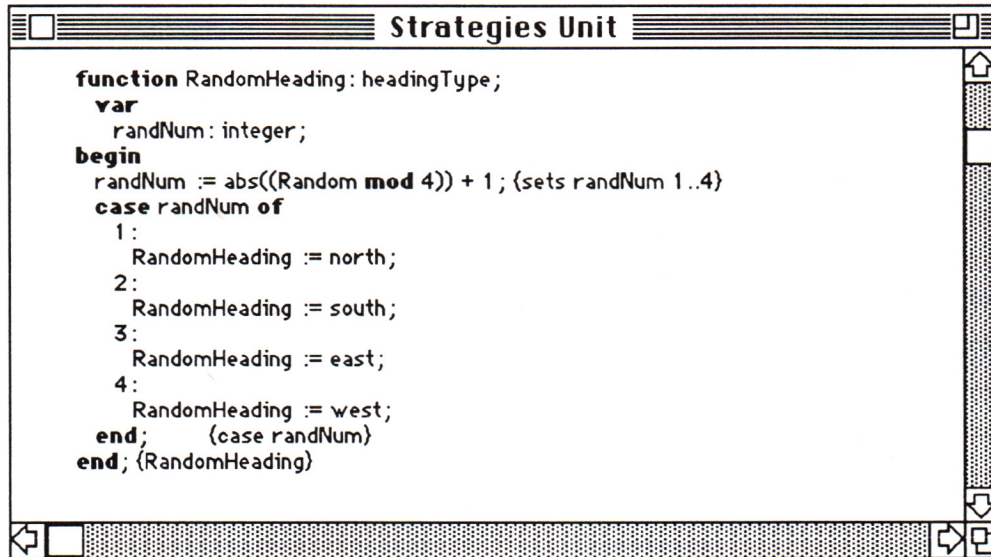 Strategies Unit
function RandomHeading: headingType;
var
randNum: integer;
begin
randNum := abs((Random mod 4)) + 1; {sets randNum 1..4}
case randNum of
1:
RandomHeading := north;
2:
RandomHeading := south;
3:
RandomHeading := east;
4:
RandomHeading := west;
end; {case randNum}
end; {RandomHeading}